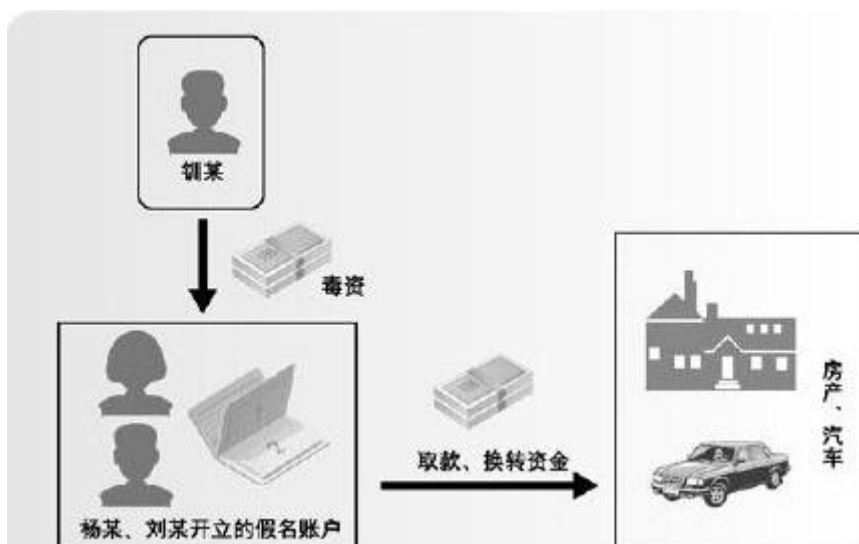 钏某
毒资
取款、换转资金
房产、汽车
杨某、刘某开立的假名账户